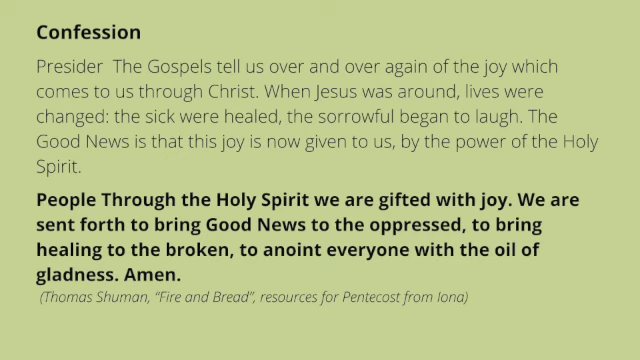 Confession
Presider  The Gospels tell us over and over again of the joy which
comes to us through Christ. When Jesus was around, lives were
changed: the sick were healed, the sorrowful began to laugh. The
Good News is that this joy is now given to us, by the power of the Holy
Spirit.
People Through the Holy Spirit we are gifted with joy. We are
sent forth to bring Good News to the oppressed, to bring
healing to the broken, to anoint everyone with the oil of
gladness. Amen.
(Thomas Shuman, “Fire and Bread”, resources for Pentecost from Iona)